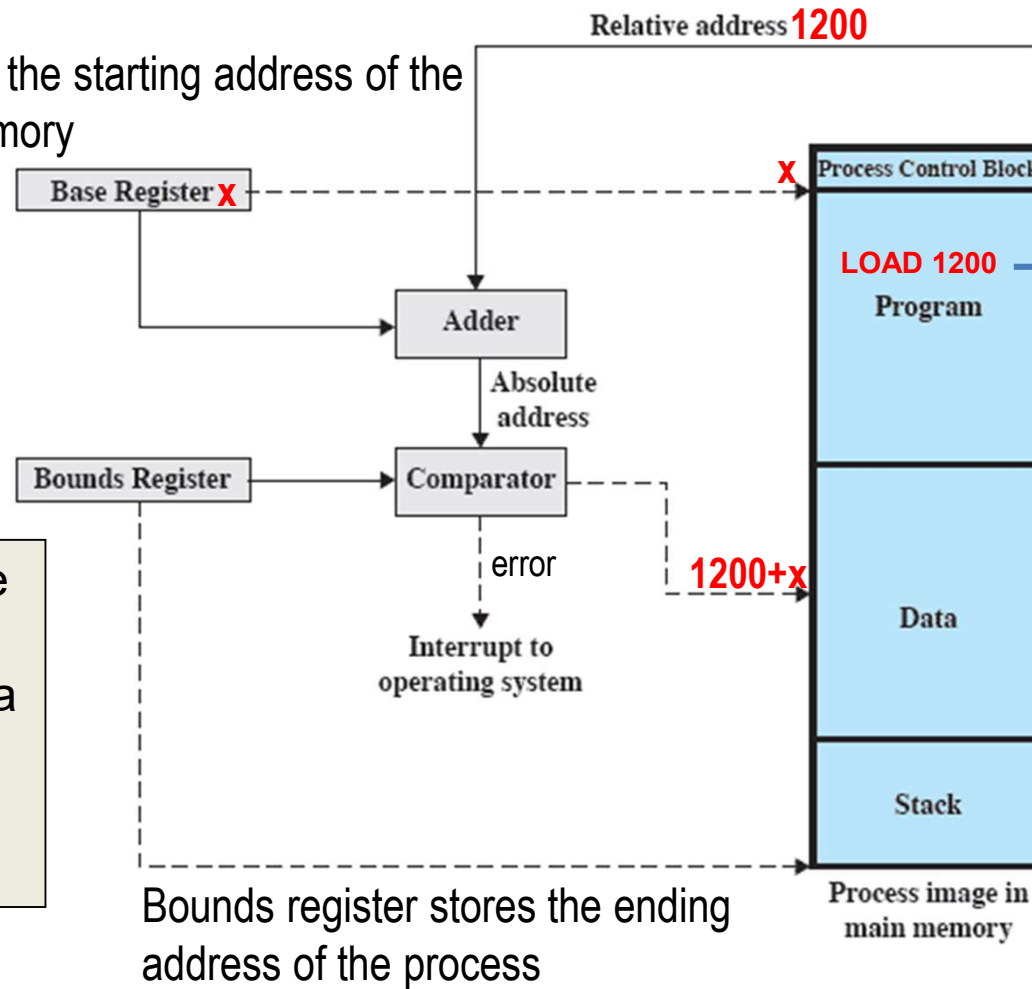 Relative address 1200
the starting address of the
mory
Base Register x
x
Process Control Block
LOAD 1200
Program
Adder
Absolute
address
Bounds Register
Comparator
error
1200+x
Data
Interrupt to
operating system
e
a
Stack
Bounds register stores the ending
address of the process
Process image in
main memory